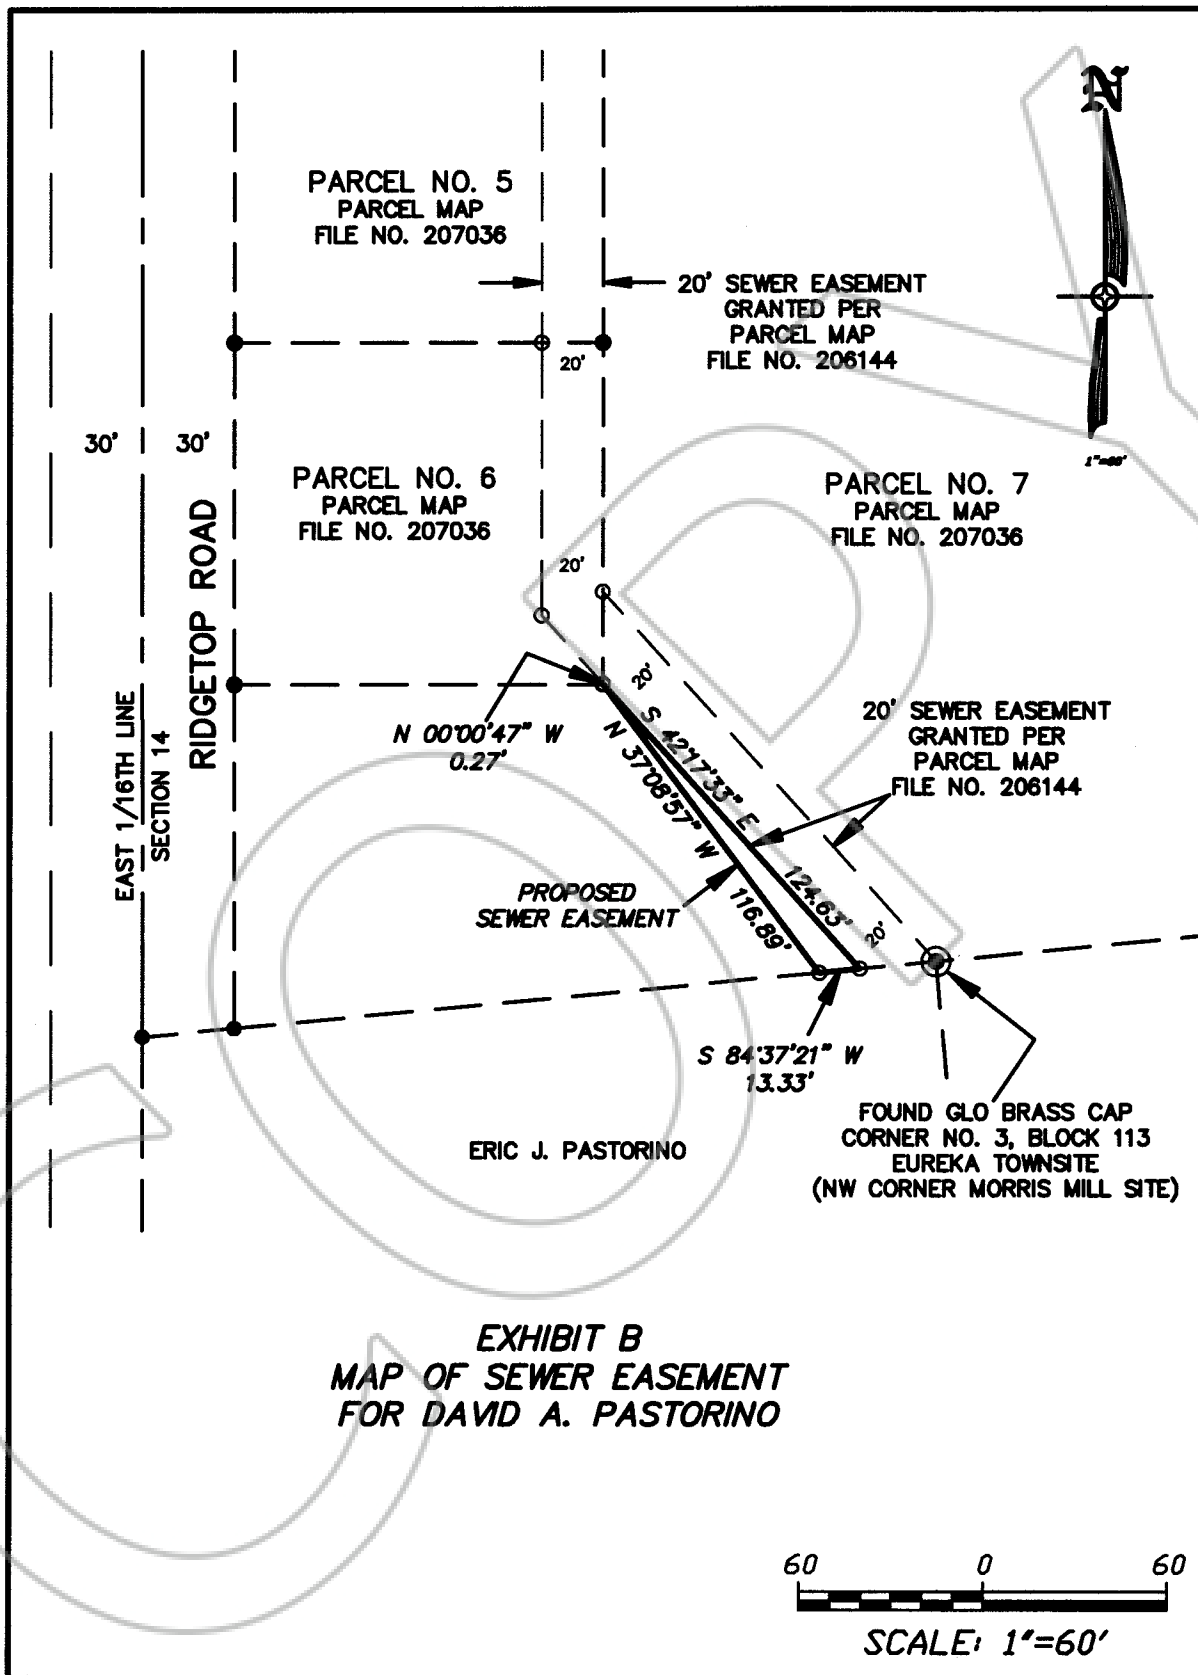 N
PARCEL NO. 5
PARCEL MAP
FILE NO. 207036
20' SEWER EASEMENT
GRANTED PER
PARCEL MAP
FILE NO. 206144
20'
30'
30'
1"=60'
PARCEL NO. 6
PARCEL MAP
FILE NO. 207036
PARCEL NO. 7
PARCEL MAP
FILE NO. 207036
RIDGETOP ROAD
20'
20'
EAST 1/16TH LINE
SECTION 14
N 00°00'47" W
0.27'
S 42°17'33" E
124.63'
N 37°08'57" W
116.89'
20' SEWER EASEMENT
GRANTED PER
PARCEL MAP
FILE NO. 206144
PROPOSED
SEWER EASEMENT
20'
S 84°37'21" W
13.33'
FOUND GLO BRASS CAP
CORNER NO. 3, BLOCK 113
EUREKA TOWNSITE
(NW CORNER MORRIS MILL SITE)
ERIC J. PASTORINO
EXHIBIT B
MAP OF SEWER EASEMENT
FOR DAVID A. PASTORINO
60 0 60
SCALE: 1"=60'
COPY